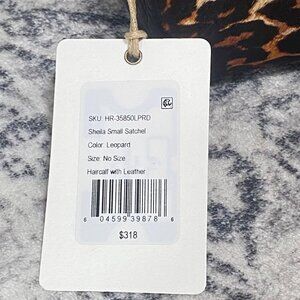 SKU: HR-35850LPRD
Sheila Small Satchel
Color: Leopard
Size: No Size
Haircalf with Leather
6 04599 39878 6
$318